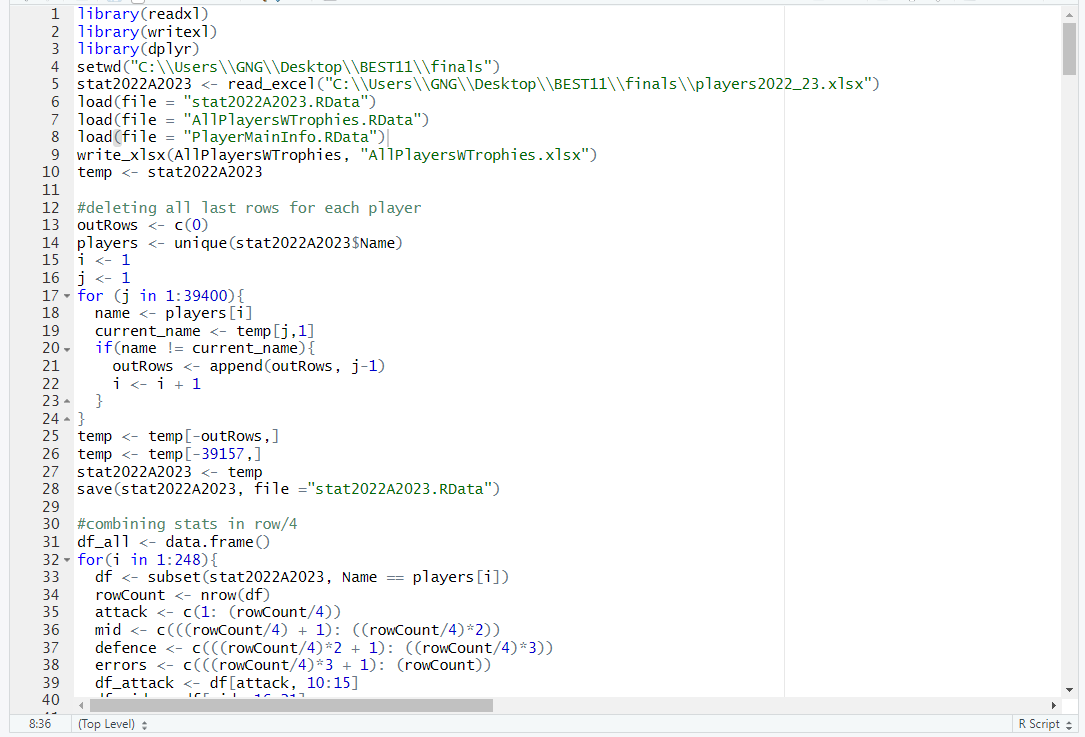 1 library(readxl)
2 library(writexl)
3 library(dplyr)
4 setwd("C:\\Users\\GNG\\Desktop\\BEST11\\finals")
5 stat2022A2023 <- read_excel("C:\\Users\\GNG\\Desktop\\BEST11\\finals\\players2022_23.xlsx")
6 load(file = "stat2022A2023.RData")
7 load(file = "AllPlayersWTrophies.RData")
8 load(file = "PlayerMainInfo.RData")
9 write_xlsx(AllPlayersWTrophies, "AllPlayersWTrophies.xlsx")
10 temp <- stat2022A2023
11
12 #deleting all last rows for each player
13 outRows <- c(0)
14 players <- unique(stat2022A2023$Name)
15 i <- 1
16 j <- 1
17 for (j in 1:39400){
18   name <- players[i]
19   current_name <- temp[j,1]
20   if(name != current_name){
21     outRows <- append(outRows, j-1)
22     i <- i + 1
23   }
24 }
25 temp <- temp[-outRows,]
26 temp <- temp[-39157,]
27 stat2022A2023 <- temp
28 save(stat2022A2023, file ="stat2022A2023.RData")
29
30 #combining stats in row/4
31 df_all <- data.frame()
32 for(i in 1:248){
33   df <- subset(stat2022A2023, Name == players[i])
34   rowCount <- nrow(df)
35   attack <- c(1: (rowCount/4))
36   mid <- c(((rowCount/4) + 1): ((rowCount/4)*2))
37   defence <- c(((rowCount/4)*2 + 1): ((rowCount/4)*3))
38   errors <- c(((rowCount/4)*3 + 1): (rowCount))
39   df_attack <- df[attack, 10:15]
40
8:36 (Top Level) R Script